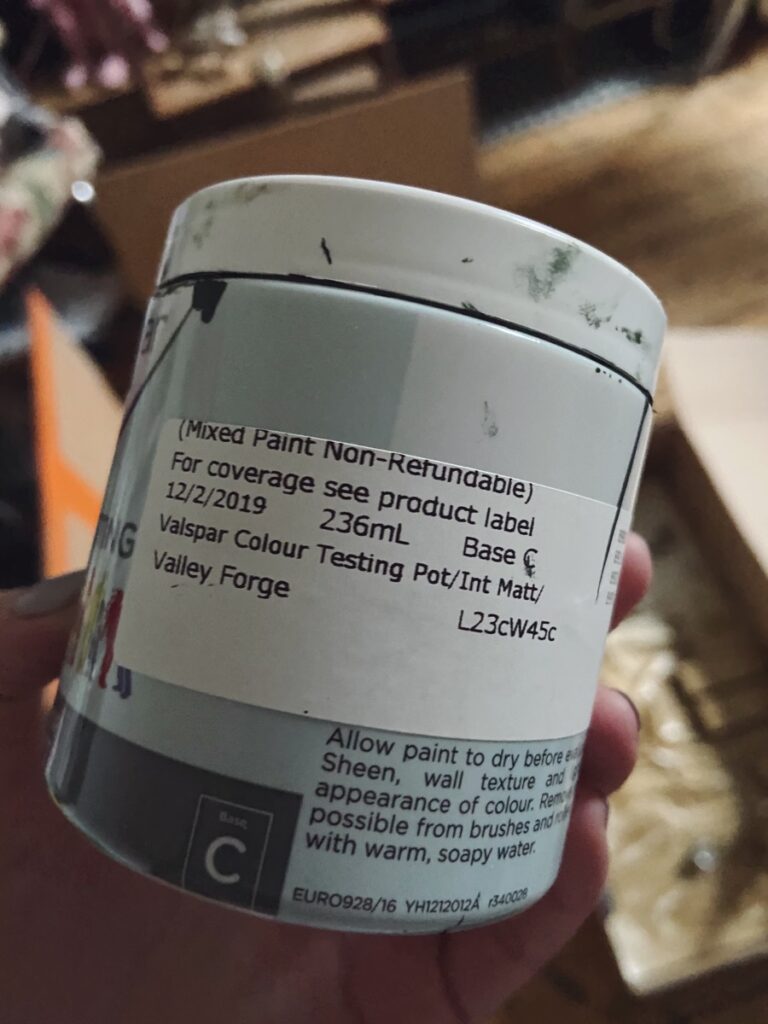 (Mixed Paint Non-Refundable)
For coverage see product label
12/2/2019 236mL Base C
Valspar Colour Testing Pot/Int Matt/
Valley Forge
L23cW45c
NG
Allow paint to dry before
Sheen, wall texture and
appearance of colour.
possible from brushes and
with warm, soapy water.
Base
C
EURO928/16 YH1212012A r340028